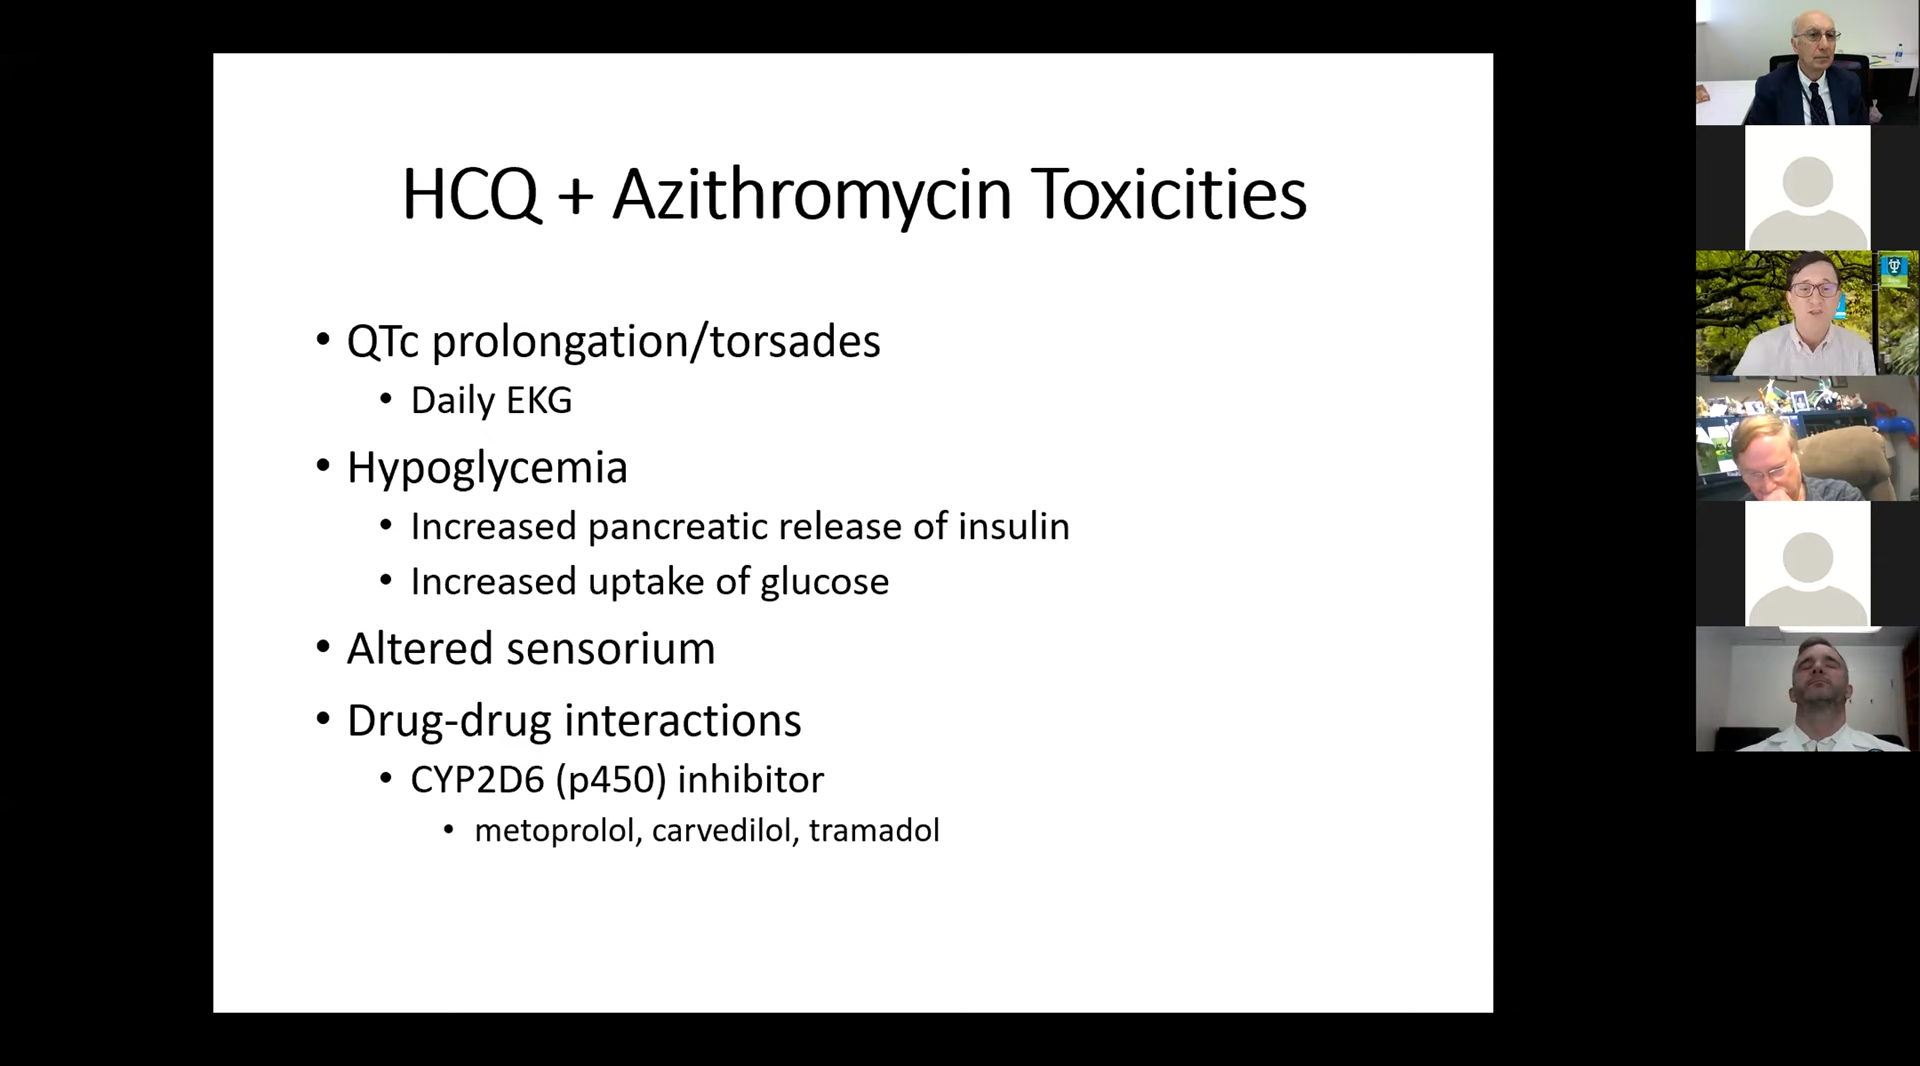 HCQ + Azithromycin Toxicities
• QTc prolongation/torsades
• Daily EKG
• Hypoglycemia
• Increased pancreatic release of insulin
• Increased uptake of glucose
• Altered sensorium
• Drug-drug interactions
• CYP2D6 (p450) inhibitor
• metoprolol, carvedilol, tramadol